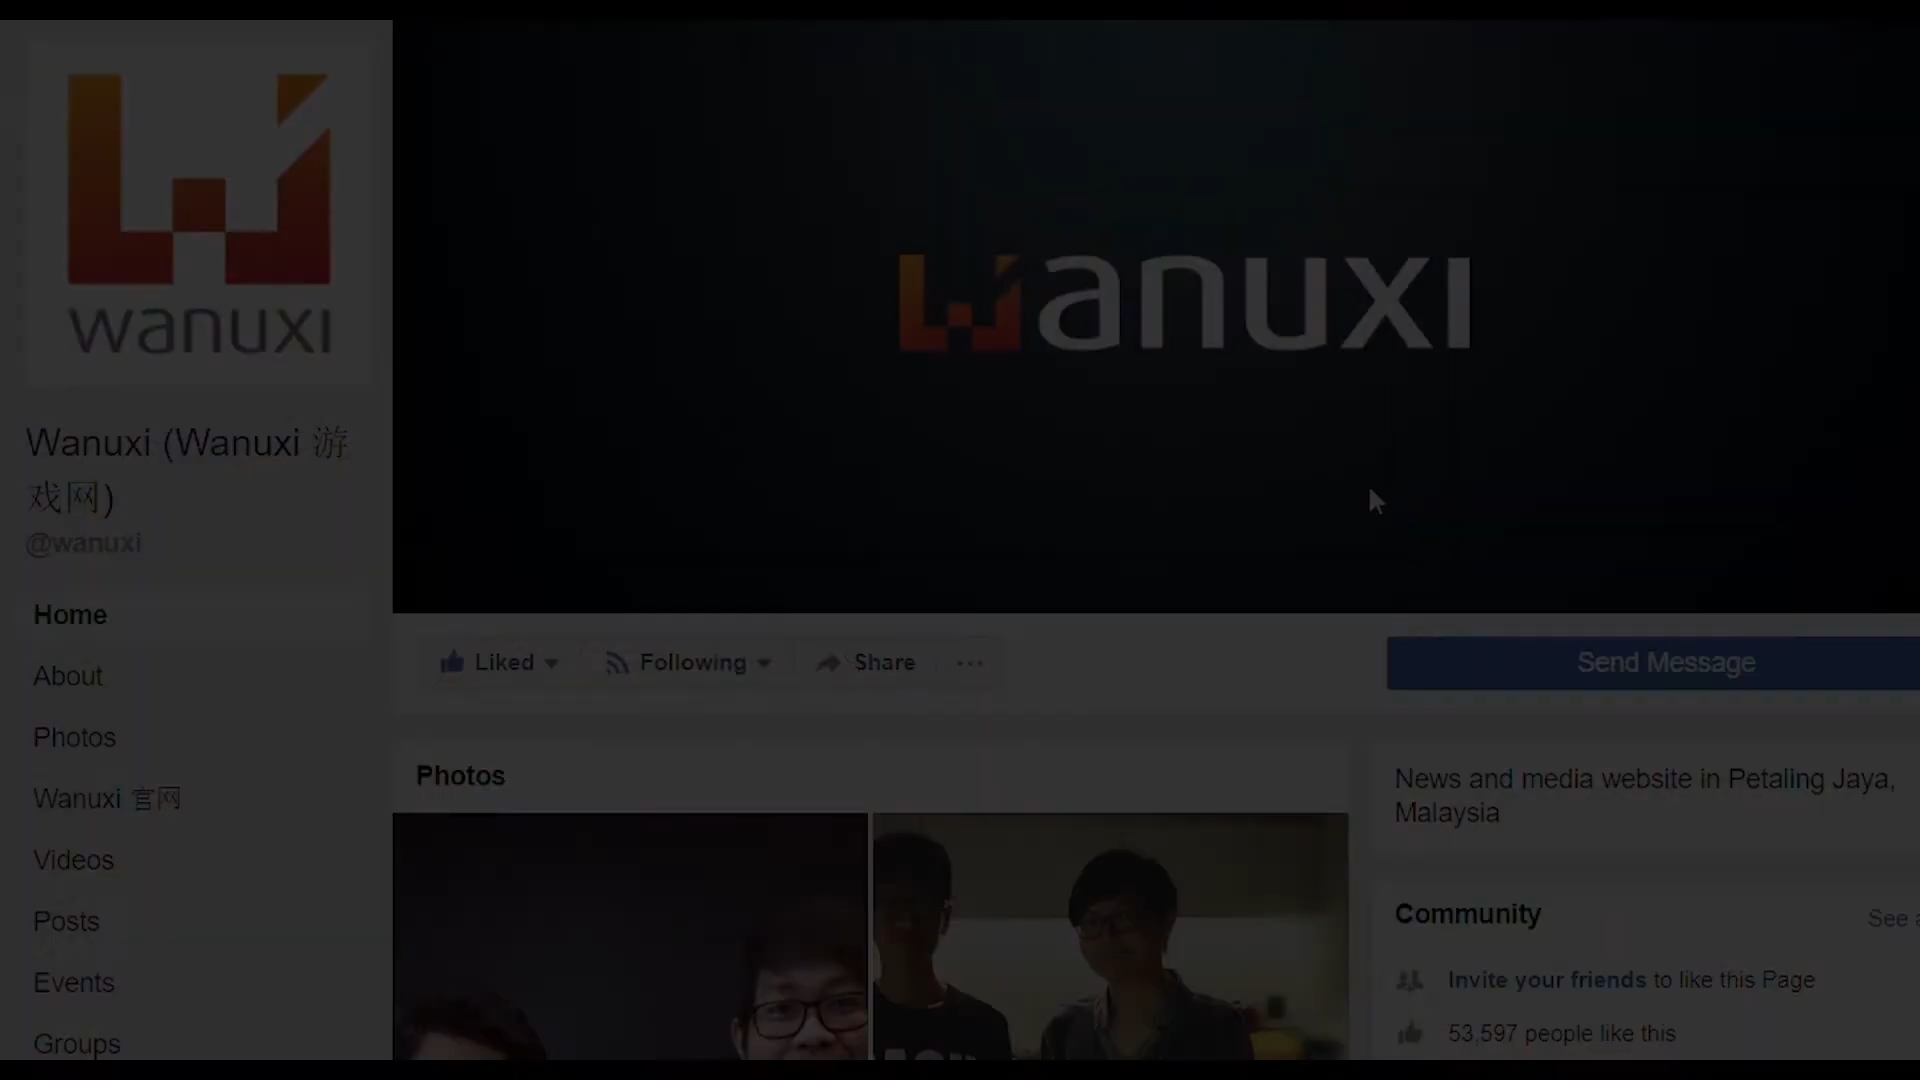 wanuxi
Wanuxi (Wanuxi 游
戏网)
@wanuxi
Home
About
Photos
Wanuxi 官网
Videos
Posts
Events
Groups
wanuxi
Liked
Following
Share
Send Message
Photos
News and media website in Petaling Jaya,
Malaysia
Community
See
Invite your friends to like this Page
53,597 people like this